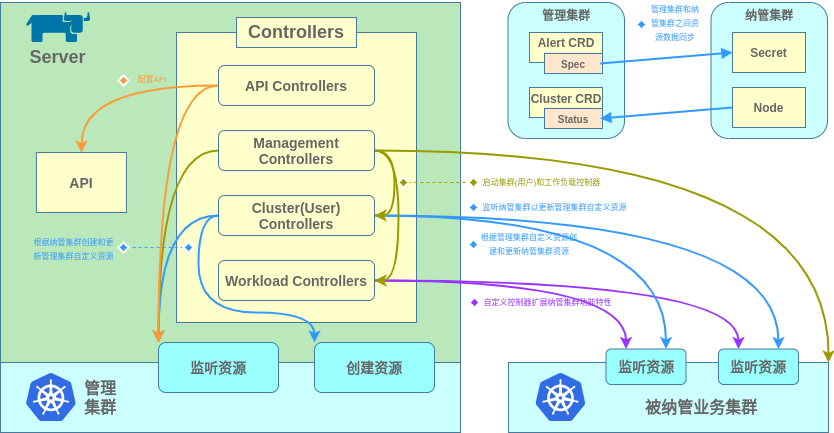 Server
Controllers
API Controllers
配置API
Management
Controllers
API
Cluster(User)
Controllers
根据纳管集群创建和更
新管理集群自定义资源
Workload Controllers
监听资源
创建资源
管理
集群
管理集群
Alert CRD
Spec
Cluster CRD
Status
管理集群和纳
管集群之间资
源数据同步
纳管集群
Secret
Node
启动集群(用户)和工作负载控制器
监听纳管集群以更新管理集群自定义资源
根据管理集群自定义资源创
建和更新纳管集群资源
自定义控制器扩展纳管集群功能特性
监听资源
监听资源
被纳管业务集群